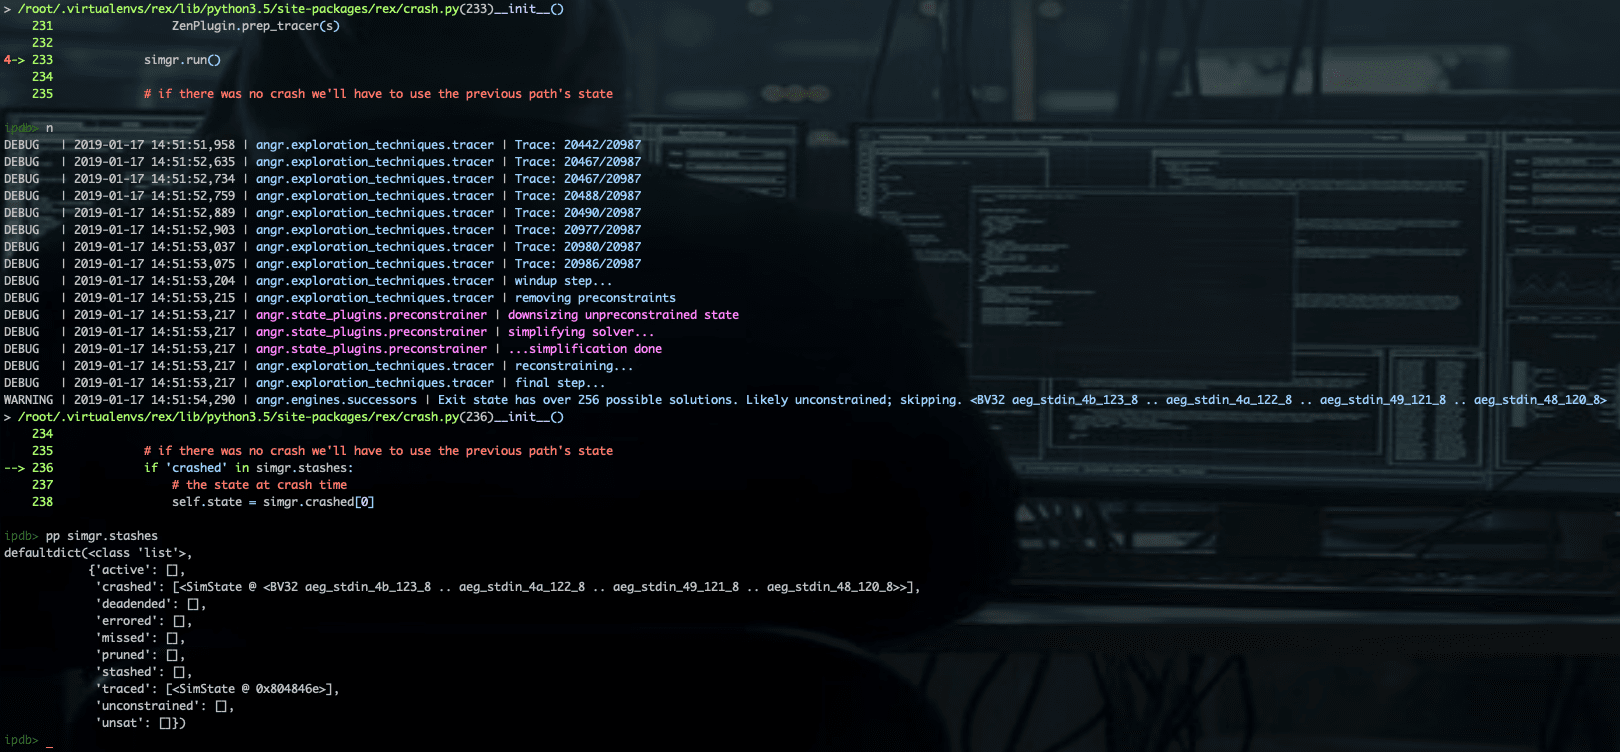 > /root/.virtualenvs/rex/lib/python3.5/site-packages/rex/crash.py(233)__init__()
    231                 ZenPlugin.prep_tracer(s)
    232
4-> 233             simgr.run()
    234
    235             # if there was no crash we'll have to use the previous path's state

ipdb> n
DEBUG   | 2019-01-17 14:51:51,958 | angr.exploration_techniques.tracer | Trace: 20442/20987
DEBUG   | 2019-01-17 14:51:52,635 | angr.exploration_techniques.tracer | Trace: 20467/20987
DEBUG   | 2019-01-17 14:51:52,734 | angr.exploration_techniques.tracer | Trace: 20467/20987
DEBUG   | 2019-01-17 14:51:52,759 | angr.exploration_techniques.tracer | Trace: 20488/20987
DEBUG   | 2019-01-17 14:51:52,889 | angr.exploration_techniques.tracer | Trace: 20490/20987
DEBUG   | 2019-01-17 14:51:52,903 | angr.exploration_techniques.tracer | Trace: 20977/20987
DEBUG   | 2019-01-17 14:51:53,037 | angr.exploration_techniques.tracer | Trace: 20980/20987
DEBUG   | 2019-01-17 14:51:53,075 | angr.exploration_techniques.tracer | Trace: 20986/20987
DEBUG   | 2019-01-17 14:51:53,204 | angr.exploration_techniques.tracer | windup step...
DEBUG   | 2019-01-17 14:51:53,215 | angr.exploration_techniques.tracer | removing preconstraints
DEBUG   | 2019-01-17 14:51:53,217 | angr.state_plugins.preconstrainer | downsizing unpreconstrained state
DEBUG   | 2019-01-17 14:51:53,217 | angr.state_plugins.preconstrainer | simplifying solver...
DEBUG   | 2019-01-17 14:51:53,217 | angr.state_plugins.preconstrainer | ...simplification done
DEBUG   | 2019-01-17 14:51:53,217 | angr.exploration_techniques.tracer | reconstraining...
DEBUG   | 2019-01-17 14:51:53,217 | angr.exploration_techniques.tracer | final step...
WARNING | 2019-01-17 14:51:54,290 | angr.engines.successors | Exit state has over 256 possible solutions. Likely unconstrained; skipping. <BV32 aeg_stdin_4b_123_8 .. aeg_stdin_4a_122_8 .. aeg_stdin_49_121_8 .. aeg_stdin_48_120_8>
> /root/.virtualenvs/rex/lib/python3.5/site-packages/rex/crash.py(236)__init__()
    234
    235             # if there was no crash we'll have to use the previous path's state
--> 236             if 'crashed' in simgr.stashes:
    237                 # the state at crash time
    238                 self.state = simgr.crashed[0]

ipdb> pp simgr.stashes
defaultdict(<class 'list'>,
            {'active': [],
             'crashed': [<SimState @ <BV32 aeg_stdin_4b_123_8 .. aeg_stdin_4a_122_8 .. aeg_stdin_49_121_8 .. aeg_stdin_48_120_8>>],
             'deadended': [],
             'errored': [],
             'missed': [],
             'pruned': [],
             'stashed': [],
             'traced': [<SimState @ 0x804846e>],
             'unconstrained': [],
             'unsat': []})
ipdb> _